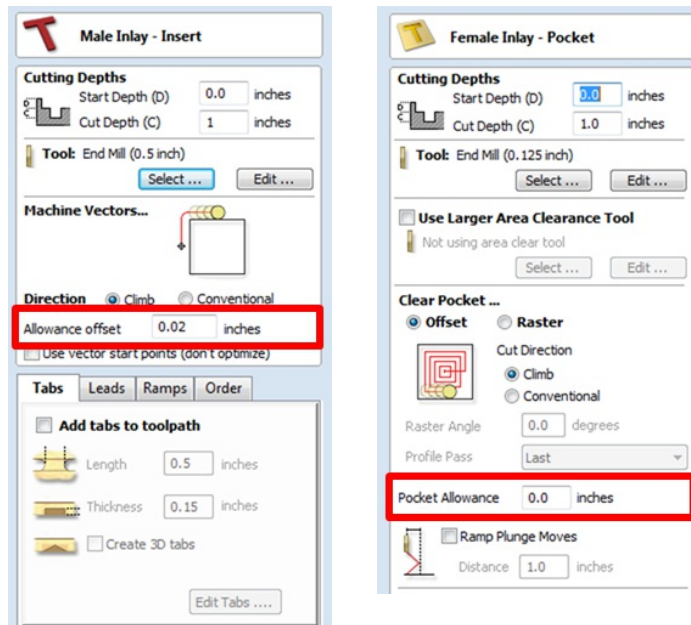 Male Inlay - Insert
Cutting Depths
Start Depth (D) 0.0 inches
Cut Depth (C) 1 inches
Tool: End Mill (0.5 inch)
Select ... Edit ...
Machine Vectors...
Direction Climb Conventional
Allowance offset 0.02 inches
Use vector start points (don't optimize)
Tabs Leads Ramps Order
Add tabs to toolpath
Length 0.5 inches
Thickness 0.15 inches
Create 3D tabs
Edit Tabs ....
Female Inlay - Pocket
Cutting Depths
Start Depth (D) 0.0 inches
Cut Depth (C) 1.0 inches
Tool: End Mill (0.125 inch)
Select ... Edit ...
Use Larger Area Clearance Tool
Not using area clear tool
Select ... Edit ...
Clear Pocket ...
Offset Raster
Cut Direction
Climb
Conventional
Raster Angle 0.0 degrees
Profile Pass Last
Pocket Allowance 0.0 inches
Ramp Plunge Moves
Distance 1.0 inches